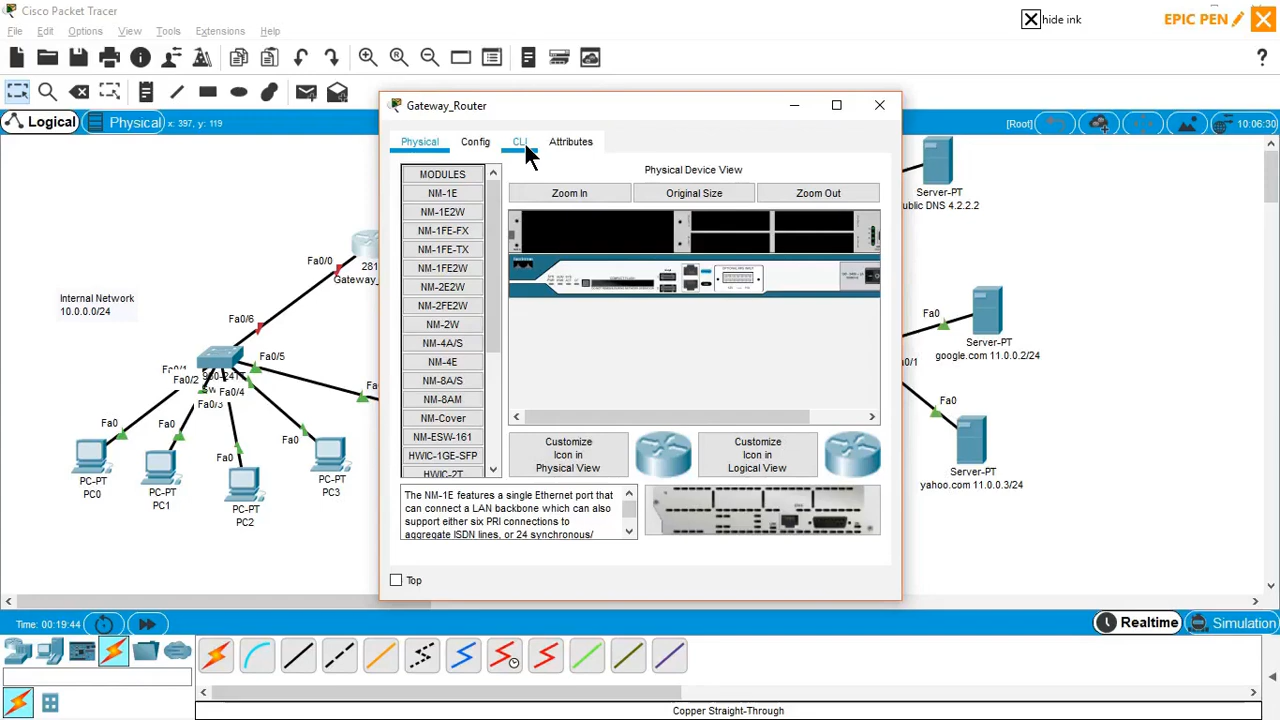 Cisco Packet Tracer
hide ink
EPIC PEN
File Edit Options View Tools Extensions Help
?
Logical Physical x: 397, y: 119
[Root] 10:06:30
Gateway_Router
Physical Config CLI Attributes
MODULES
NM-1E
NM-1E2W
NM-1FE-FX
NM-1FE-TX
NM-1FE2W
NM-2E2W
NM-2FE2W
NM-2W
NM-4A/S
NM-4E
NM-8A/S
NM-8AM
NM-Cover
NM-ESW-161
HWIC-1GE-SFP
HWIC-2T
Physical Device View
Zoom In Original Size Zoom Out
Customize
Icon in
Physical View
Customize
Icon in
Logical View
The NM-1E features a single Ethernet port that
can connect a LAN backbone which can also
support either six PRI connections to
aggregate ISDN lines, or 24 synchronous/
Top
Internal Network
10.0.0.0/24
Fa0/0
281
Gateway_
Fa0/6
Fa0/5
Fa0/2
Fa0/4
Fa0/3
Fa0
Fa0
Fa0
Fa0
PC-PT
PC0
PC-PT
PC1
PC-PT
PC2
PC-PT
PC3
Server-PT
ublic DNS 4.2.2.2
Fa0
Server-PT
google.com 11.0.0.2/24
0/1
Fa0
Server-PT
yahoo.com 11.0.0.3/24
Time: 00:19:44
Realtime Simulation
Copper Straight-Through